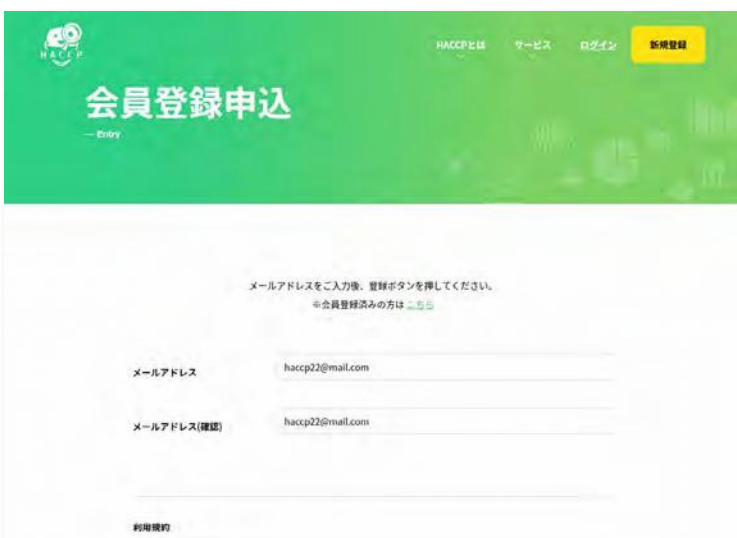 HACCP
HACCPとは サービス ログイン 新規登録
会員登録申込
— Entry
メールアドレスをご入力後、登録ボタンを押してください。
※会員登録済みの方は こちら
メールアドレス haccp22@mail.com
メールアドレス(確認) haccp22@mail.com
利用規約